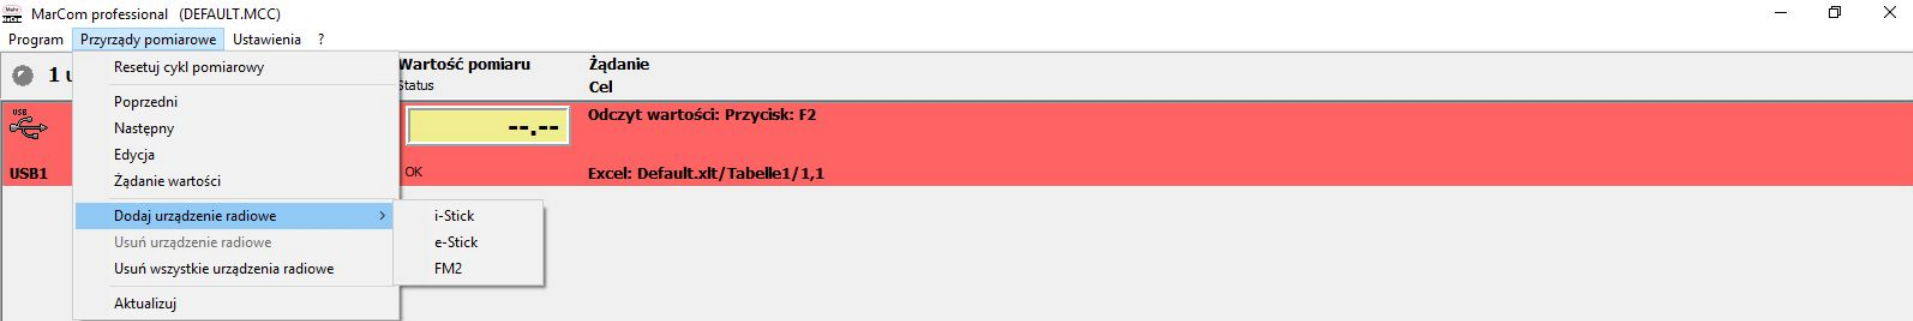 MarCom professional (DEFAULT.MCC)
Program Przyrządy pomiarowe Ustawienia ?
Resetuj cykl pomiarowy
Poprzedni
Następny
Edycja
Żądanie wartości
Dodaj urządzenie radiowe >
Usuń urządzenie radiowe
Usuń wszystkie urządzenia radiowe
Aktualizuj
i-Stick
e-Stick
FM2
1 u
Wartość pomiaru
Status
Żądanie
Cel
USB
USB1
--.--
OK
Odczyt wartości: Przycisk: F2
Excel: Default.xlt/Tabelle1/1,1